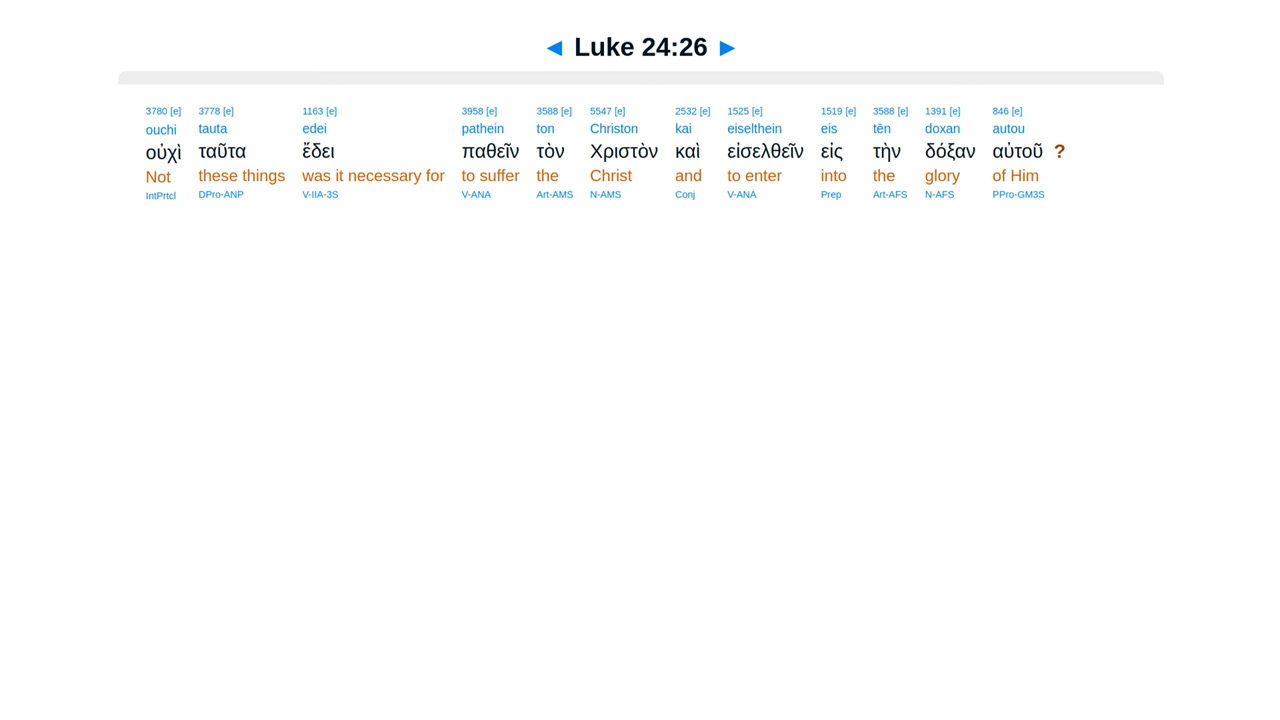 ◄ Luke 24:26 ►
3780 [e] 3778 [e] 1163 [e] 3958 [e] 3588 [e] 5547 [e] 2532 [e] 1525 [e] 1519 [e] 3588 [e] 1391 [e] 846 [e]
ouchi tauta edei pathein ton Christon kai eiselthein eis tēn doxan autou
οὐχὶ ταῦτα ἔδει παθεῖν τὸν Χριστὸν καὶ εἰσελθεῖν εἰς τὴν δόξαν αὐτοῦ ?
Not these things was it necessary for to suffer the Christ and to enter into the glory of Him
IntPrtcl DPro-ANP V-IIA-3S V-ANA Art-AMS N-AMS Conj V-ANA Prep Art-AFS N-AFS PPro-GM3S